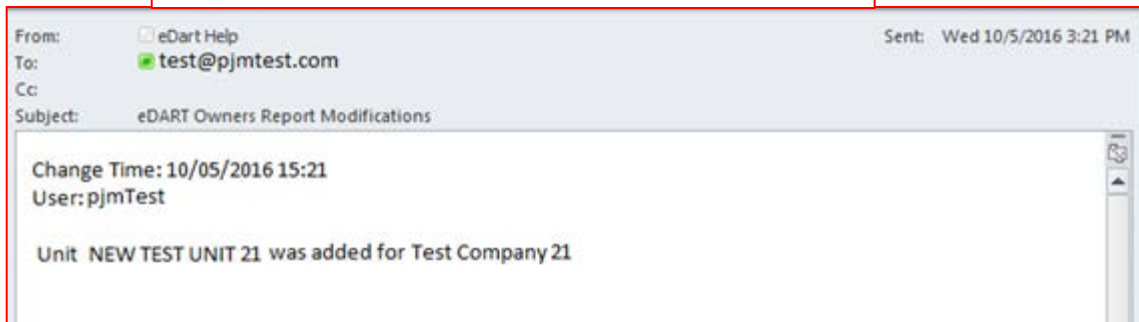 From: eDart Help Sent: Wed 10/5/2016 3:21 PM
To: test@pjmtest.com
Cc:
Subject: eDART Owners Report Modifications
Change Time: 10/05/2016 15:21
User: pjmTest
Unit NEW TEST UNIT 21 was added for Test Company 21